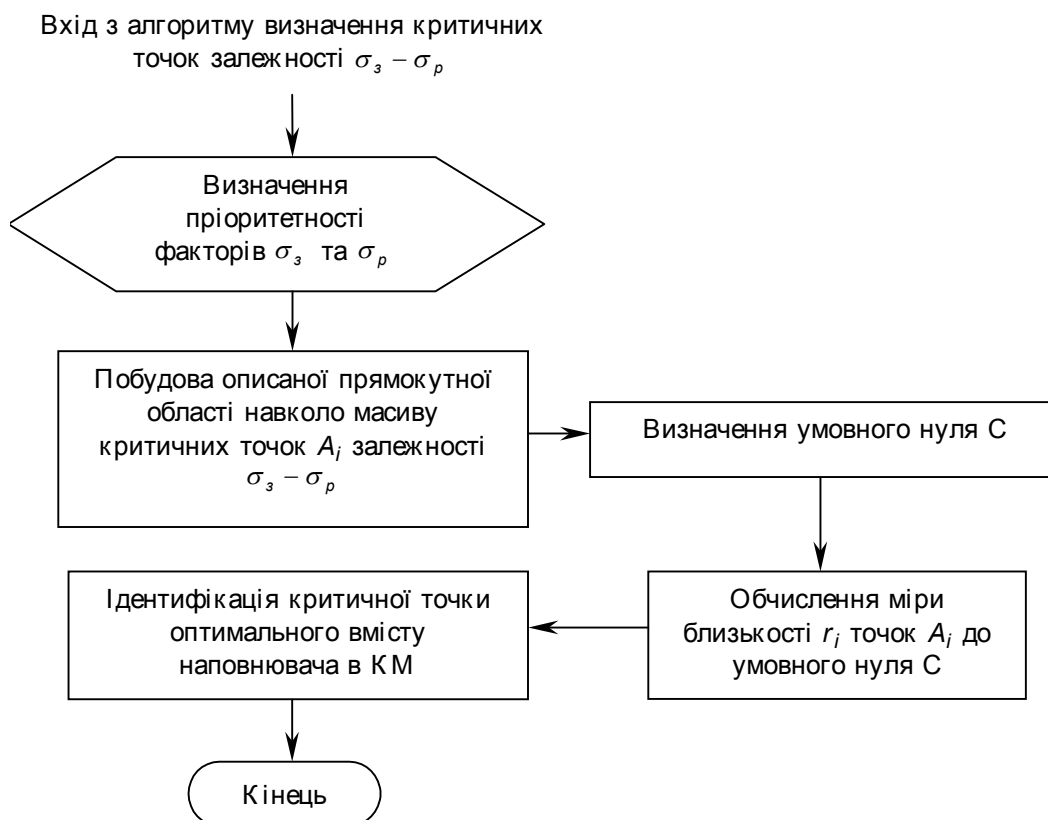 Вхід з алгоритму визначення критичних
точок залежності σз – σр
Визначення
пріоритетності
факторів σз та σр
Побудова описаної прямокутної
області навколо масиву
критичних точок Ai залежності
σз – σр
Визначення умовного нуля С
Обчислення міри
близькості ri точок Ai до
умовного нуля С
Ідентифікація критичної точки
оптимального вмісту
наповнювача в КМ
Кінець